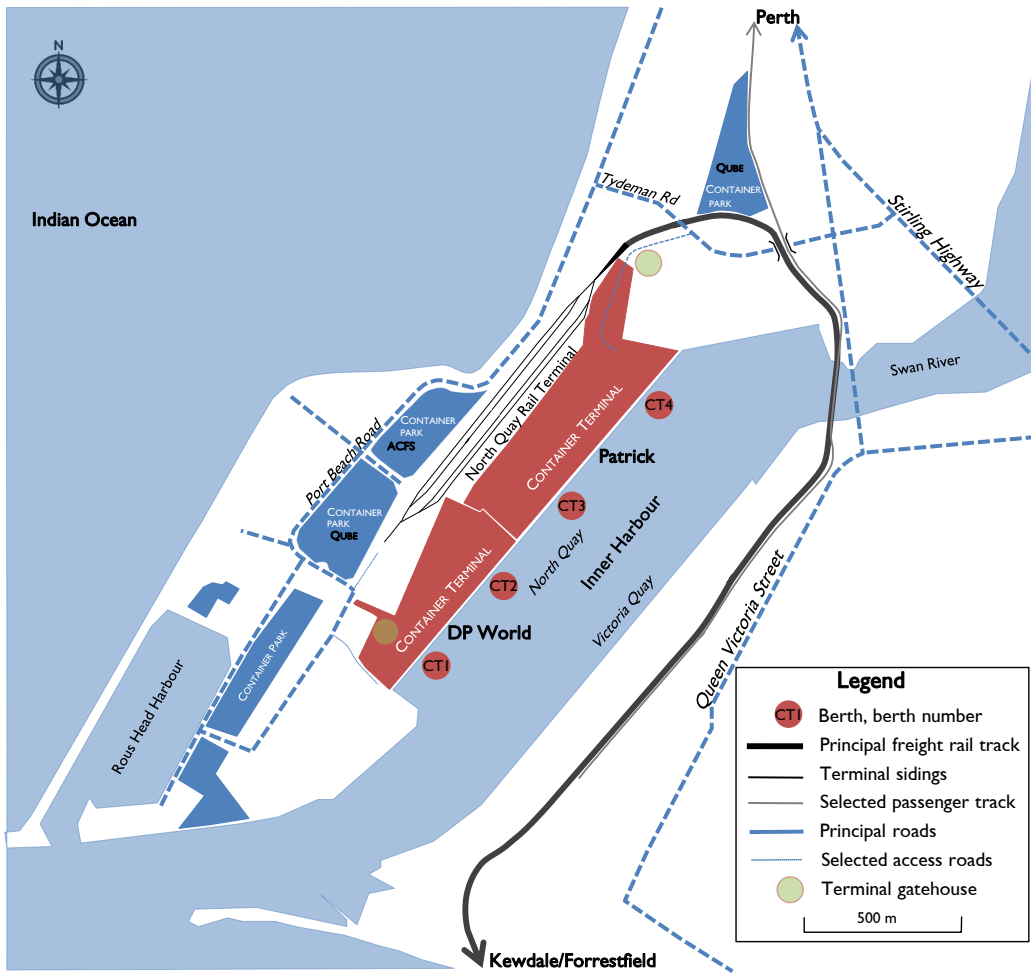 Perth
N
QUBE
CONTAINER
PARK
Tydeman Rd
Stirling Highway
Indian Ocean
Swan River
North Quay Rail Terminal
CONTAINER TERMINAL
CT4
Patrick
CONTAINER
PARK
ACFS
Port Beach Road
CONTAINER
PARK
QUBE
CT3
North Quay
Inner Harbour
Victoria Quay
CT2
CONTAINER TERMINAL
DP World
CT1
CONTAINER PARK
Rous Head Harbour
Queen Victoria Street
Kewdale/Forrestfield
Legend
CT1 Berth, berth number
Principal freight rail track
Terminal sidings
Selected passenger track
Principal roads
Selected access roads
Terminal gatehouse
500 m